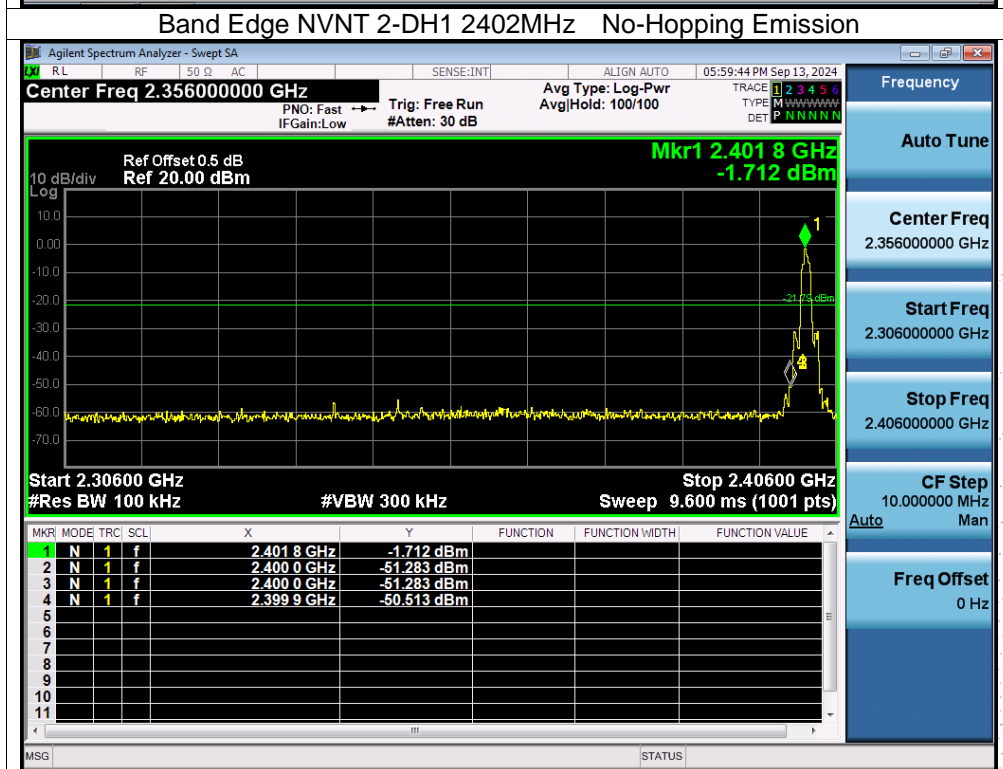 Band Edge NVNT 2-DH1 2402MHz No-Hopping Emission
Agilent Spectrum Analyzer - Swept SA
LXI RL RF 50 Ω AC SENSE:INT ALIGN AUTO 05:59:44 PM Sep 13, 2024
Center Freq 2.356000000 GHz
PNO: Fast
IFGain:Low
Trig: Free Run
#Atten: 30 dB
Avg Type: Log-Pwr
Avg|Hold: 100/100
TRACE 1 2 3 4 5 6
TYPE M WWWWW
DET P N N N N N
Mkr1 2.401 8 GHz
-1.712 dBm
Ref Offset 0.5 dB
10 dB/div Ref 20.00 dBm
Log
10.0
0.00
-10.0
-20.0
-30.0
-40.0
-50.0
-60.0
-70.0
1
-21.79 dBm
Start 2.30600 GHz Stop 2.40600 GHz
#Res BW 100 kHz #VBW 300 kHz Sweep 9.600 ms (1001 pts)
MKR MODE TRC SCL X Y FUNCTION FUNCTION WIDTH FUNCTION VALUE
1 N 1 f 2.401 8 GHz -1.712 dBm
2 N 1 f 2.400 0 GHz -51.283 dBm
3 N 1 f 2.400 0 GHz -51.283 dBm
4 N 1 f 2.399 9 GHz -50.513 dBm
5
6
7
8
9
10
11
MSG STATUS
Frequency
Auto Tune
Center Freq
2.356000000 GHz
Start Freq
2.306000000 GHz
Stop Freq
2.406000000 GHz
CF Step
10.000000 MHz
Auto Man
Freq Offset
0 Hz